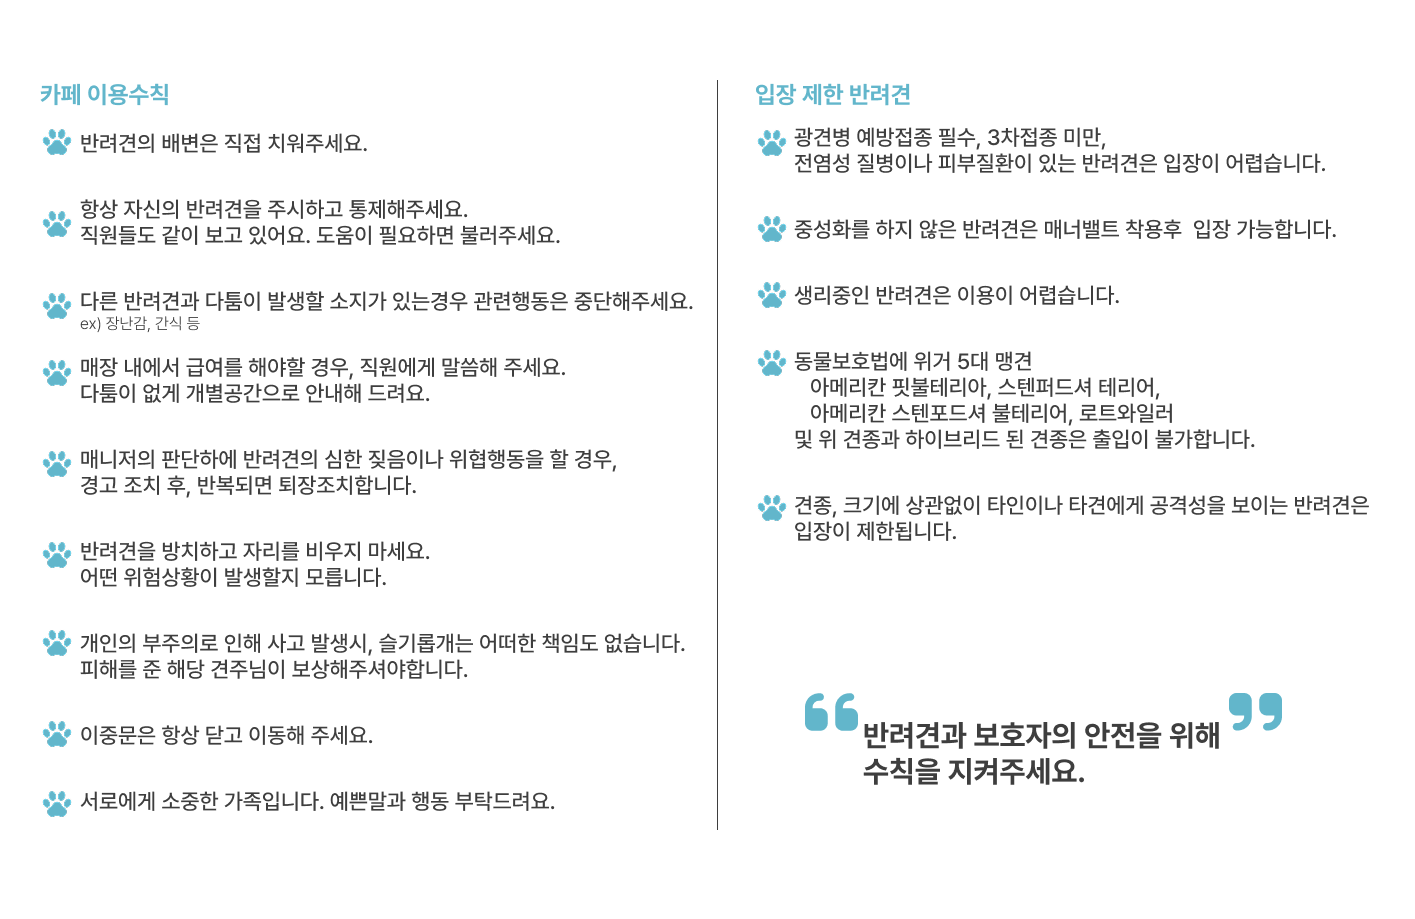 카페 이용수칙
반려견의 배변은 직접 치워주세요.
항상 자신의 반려견을 주시하고 통제해주세요.
직원들도 같이 보고 있어요. 도움이 필요하면 불러주세요.
다른 반려견과 다툼이 발생할 소지가 있는경우 관련행동은 중단해주세요.
ex) 장난감, 간식 등
매장 내에서 급여를 해야할 경우, 직원에게 말씀해 주세요.
다툼이 없게 개별공간으로 안내해 드려요.
매니저의 판단하에 반려견의 심한 짖음이나 위협행동을 할 경우,
경고 조치 후, 반복되면 퇴장조치합니다.
반려견을 방치하고 자리를 비우지 마세요.
어떤 위험상황이 발생할지 모릅니다.
개인의 부주의로 인해 사고 발생시, 슬기롭개는 어떠한 책임도 없습니다.
피해를 준 해당 견주님이 보상해주셔야합니다.
이중문은 항상 닫고 이동해 주세요.
서로에게 소중한 가족입니다. 예쁜말과 행동 부탁드려요.
입장 제한 반려견
광견병 예방접종 필수, 3차접종 미만,
전염성 질병이나 피부질환이 있는 반려견은 입장이 어렵습니다.
중성화를 하지 않은 반려견은 매너밸트 착용후 입장 가능합니다.
생리중인 반려견은 이용이 어렵습니다.
동물보호법에 위거 5대 맹견
아메리칸 핏불테리아, 스텐퍼드셔 테리어,
아메리칸 스텐포드셔 불테리어, 로트와일러
및 위 견종과 하이브리드 된 견종은 출입이 불가합니다.
견종, 크기에 상관없이 타인이나 타견에게 공격성을 보이는 반려견은
입장이 제한됩니다.
“반려견과 보호자의 안전을 위해”
수칙을 지켜주세요.